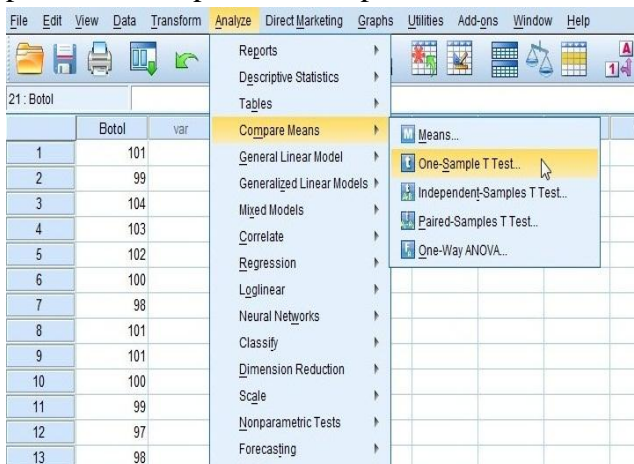 File Edit View Data Transform Analyze Direct Marketing Graphs Utilities Add-ons Window Help
Reports
Descriptive Statistics
21 : Botol
Tables
Botol var Compare Means Means...
1 101 General Linear Model One-Sample T Test...
2 99 Generalized Linear Models Independent-Samples T Test...
3 104 Mixed Models Paired-Samples T Test...
4 103 Correlate
5 102 Regression One-Way ANOVA...
6 100 Loglinear
7 98 Neural Networks
8 101 Classify
9 101 Dimension Reduction
10 100 Scale
11 99 Nonparametric Tests
12 97 Forecasting
13 98